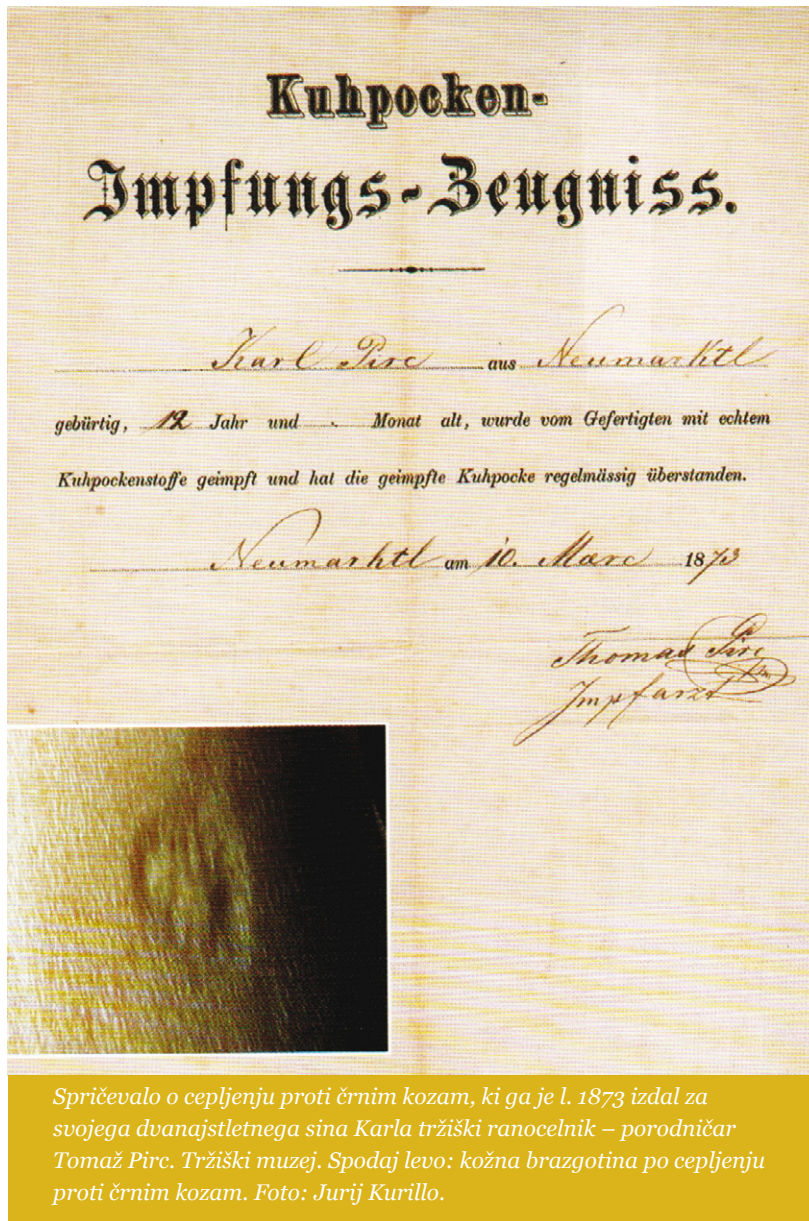 Kuhpocken-
Impfungs-Zeugniss.
Karl Pirc aus Neumarktl
gebürtig, 12 Jahr und Monat alt, wurde vom Gefertigten mit echtem
Kuhpockenstoffe geimpft und hat die geimpfte Kuhpocke regelmässig überstanden.
Neumarktl am 10. März 1873
Thomas Pirc
Impfarzt
Spričevalo o cepljenju proti črnim kozam, ki ga je l. 1873 izdal za
svojega dvanajstletnega sina Karla tržiški ranocelnik – porodničar
Tomaž Pirc. Tržiški muzej. Spodaj levo: kožna brazgotina po cepljenju
proti črnim kozam. Foto: Jurij Kurillo.